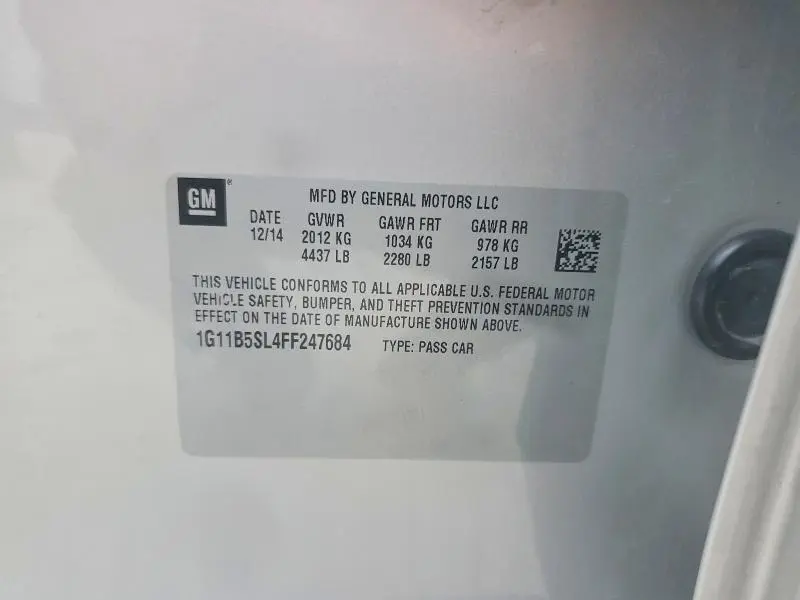 GM ®
MFD BY GENERAL MOTORS LLC
DATE GVWR GAWR FRT GAWR RR
12/14 2012 KG 1034 KG 978 KG
4437 LB 2280 LB 2157 LB
THIS VEHICLE CONFORMS TO ALL APPLICABLE U.S. FEDERAL MOTOR
VEHICLE SAFETY, BUMPER, AND THEFT PREVENTION STANDARDS IN
EFFECT ON THE DATE OF MANUFACTURE SHOWN ABOVE.
1G11B5SL4FF247684 TYPE: PASS CAR